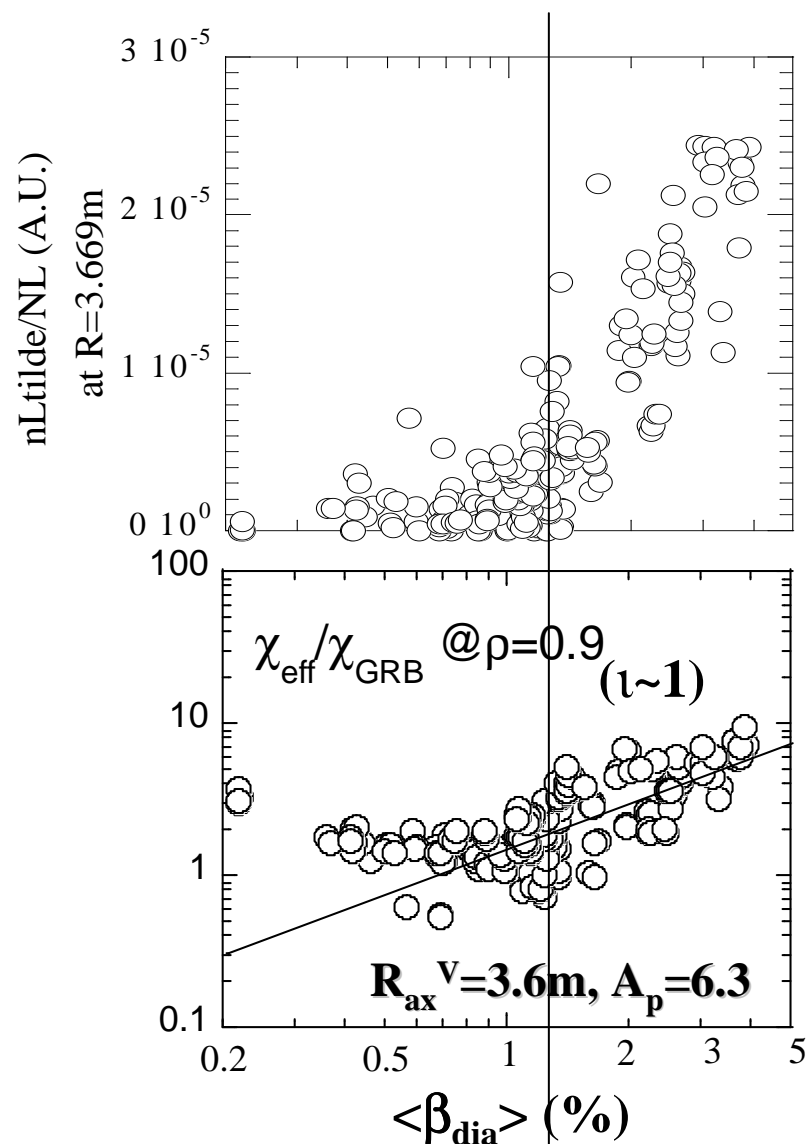 3 10-5
2 10-5
1 10-5
0 100
nLtilde/NL (A.U.)
at R=3.669m
100
10
1
0.1
χeff/χGRB @ρ=0.9
(ι~1)
RaxV=3.6m, Ap=6.3
0.2 0.5 1 2 3 5
<βdia> (%)